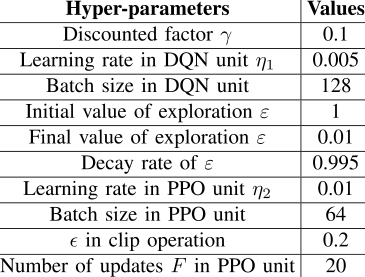 Hyper-parameters Values
Discounted factor γ 0.1
Learning rate in DQN unit η1 0.005
Batch size in DQN unit 128
Initial value of exploration ε 1
Final value of exploration ε 0.01
Decay rate of ε 0.995
Learning rate in PPO unit η2 0.01
Batch size in PPO unit 64
ϵ in clip operation 0.2
Number of updates F in PPO unit 20